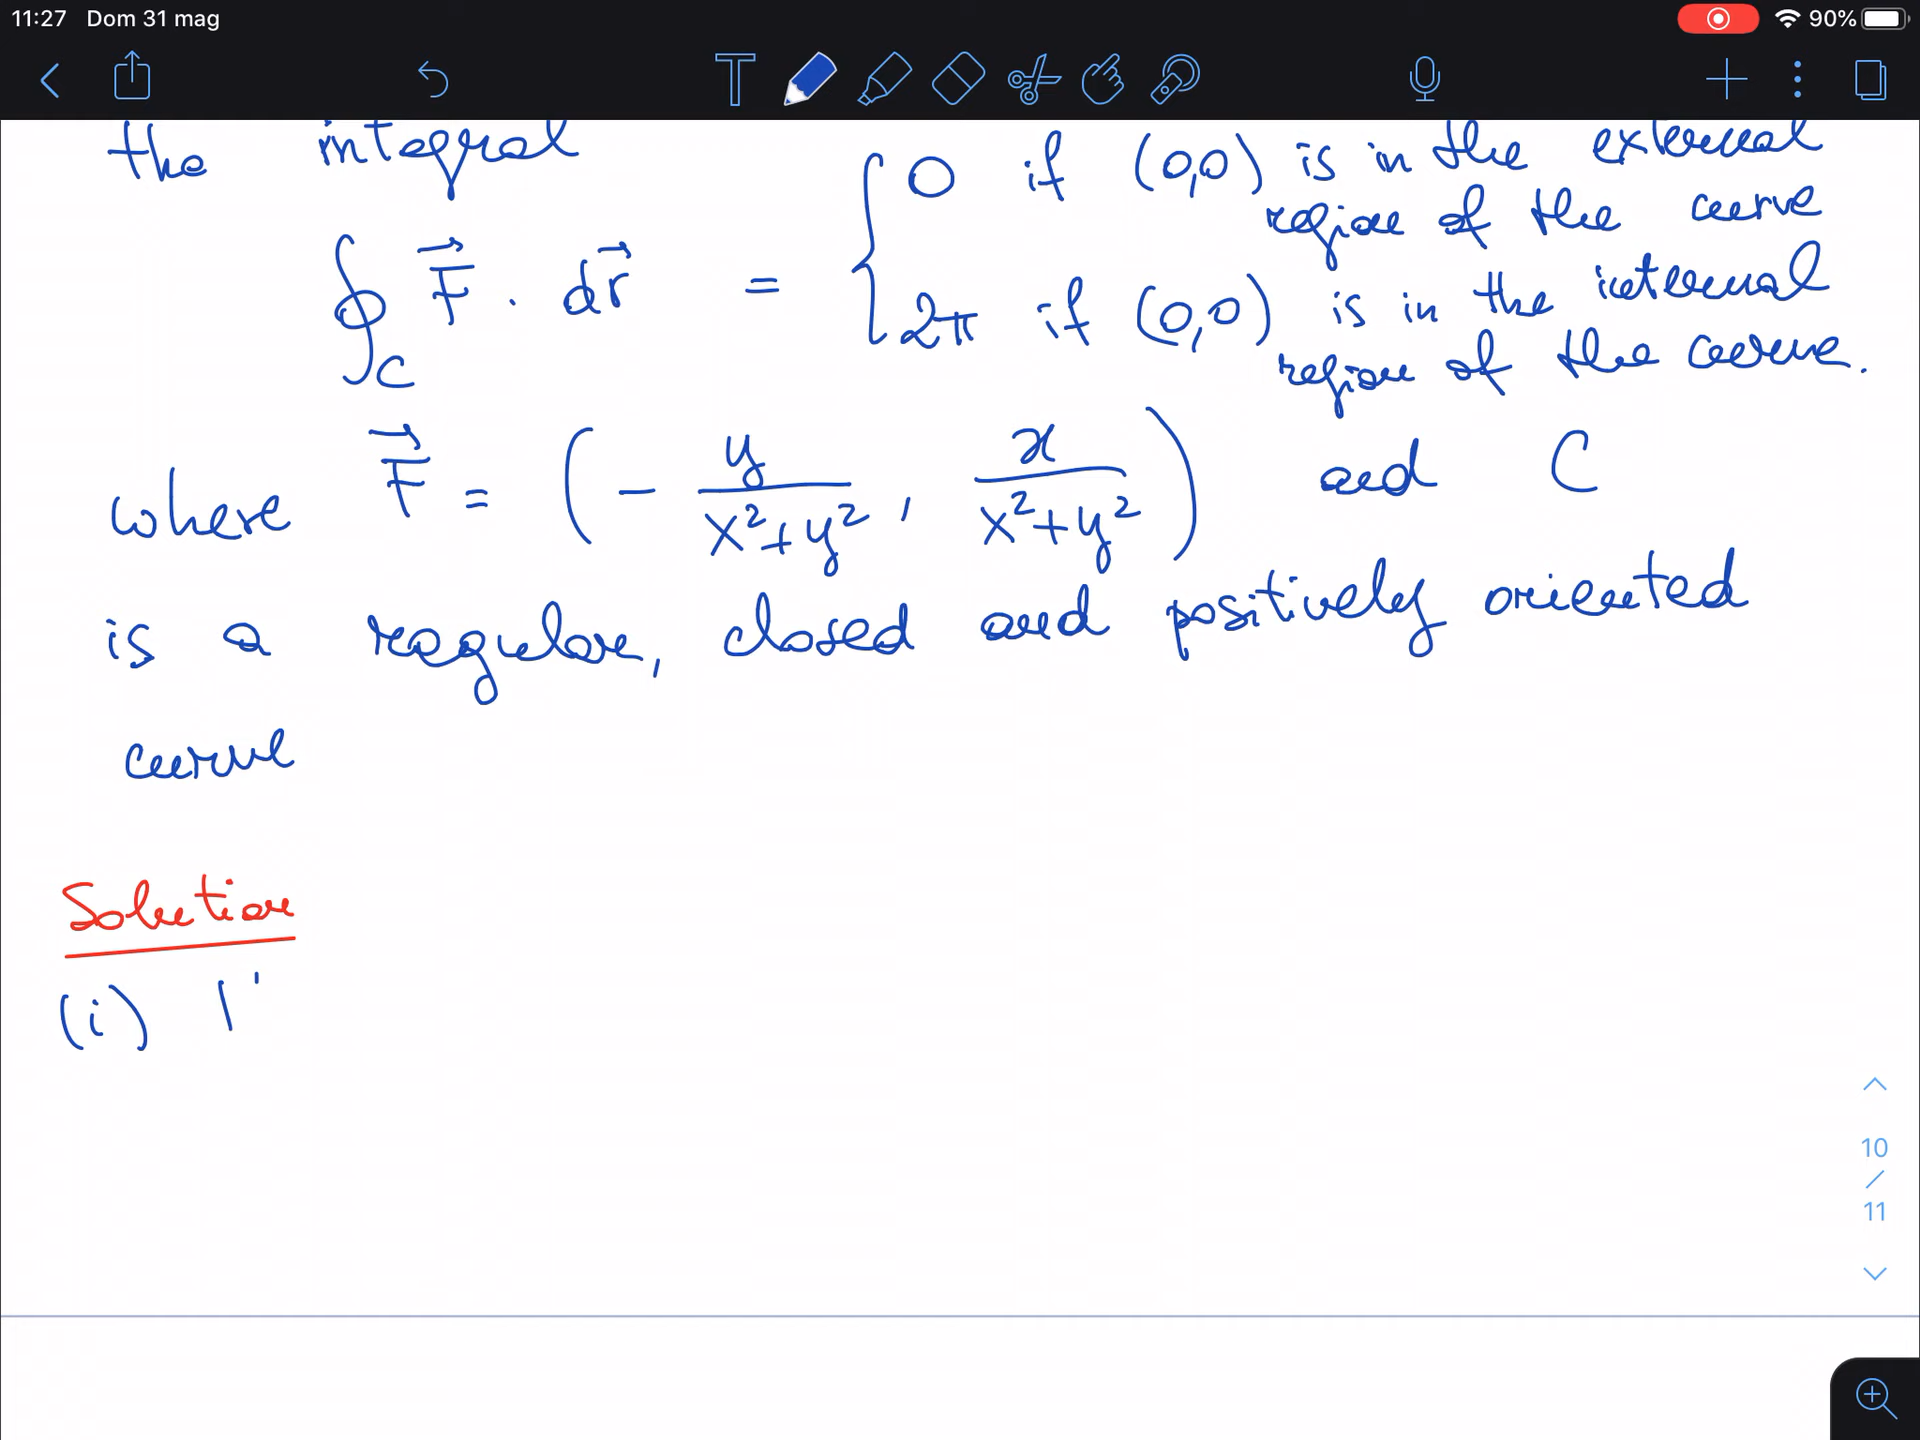 11:27 Dom 31 mag 90%
the integral
∮_C F⃗ · dr⃗ = { 0 if (0,0) is in the external
region of the curve
2π if (0,0) is in the internal
region of the curve.
where F⃗ = (- y/(x²+y²), x/(x²+y²)) and C
is a regular, closed and positively oriented
curve
Solution
(i)
10
/
11